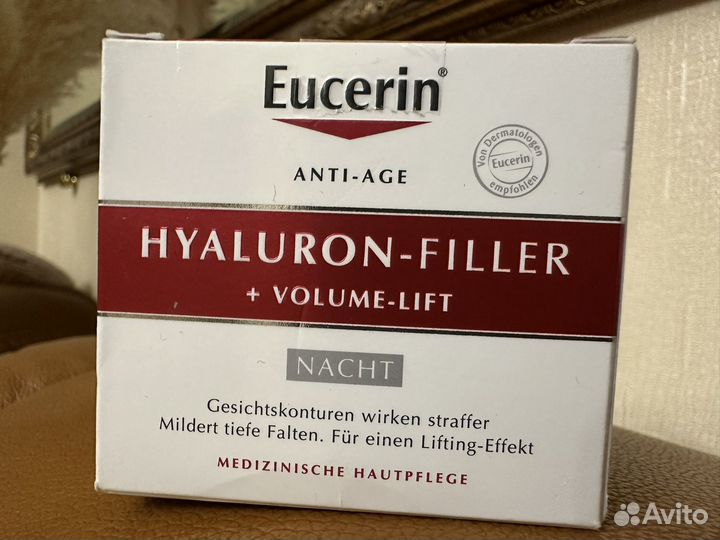 Eucerin®
ANTI-AGE
Von Dermatologen
Eucerin
empfohlen
HYALURON-FILLER
+ VOLUME-LIFT
NACHT
Gesichtskonturen wirken straffer
Mildert tiefe Falten. Für einen Lifting-Effekt
MEDIZINISCHE HAUTPFLEGE
Avito